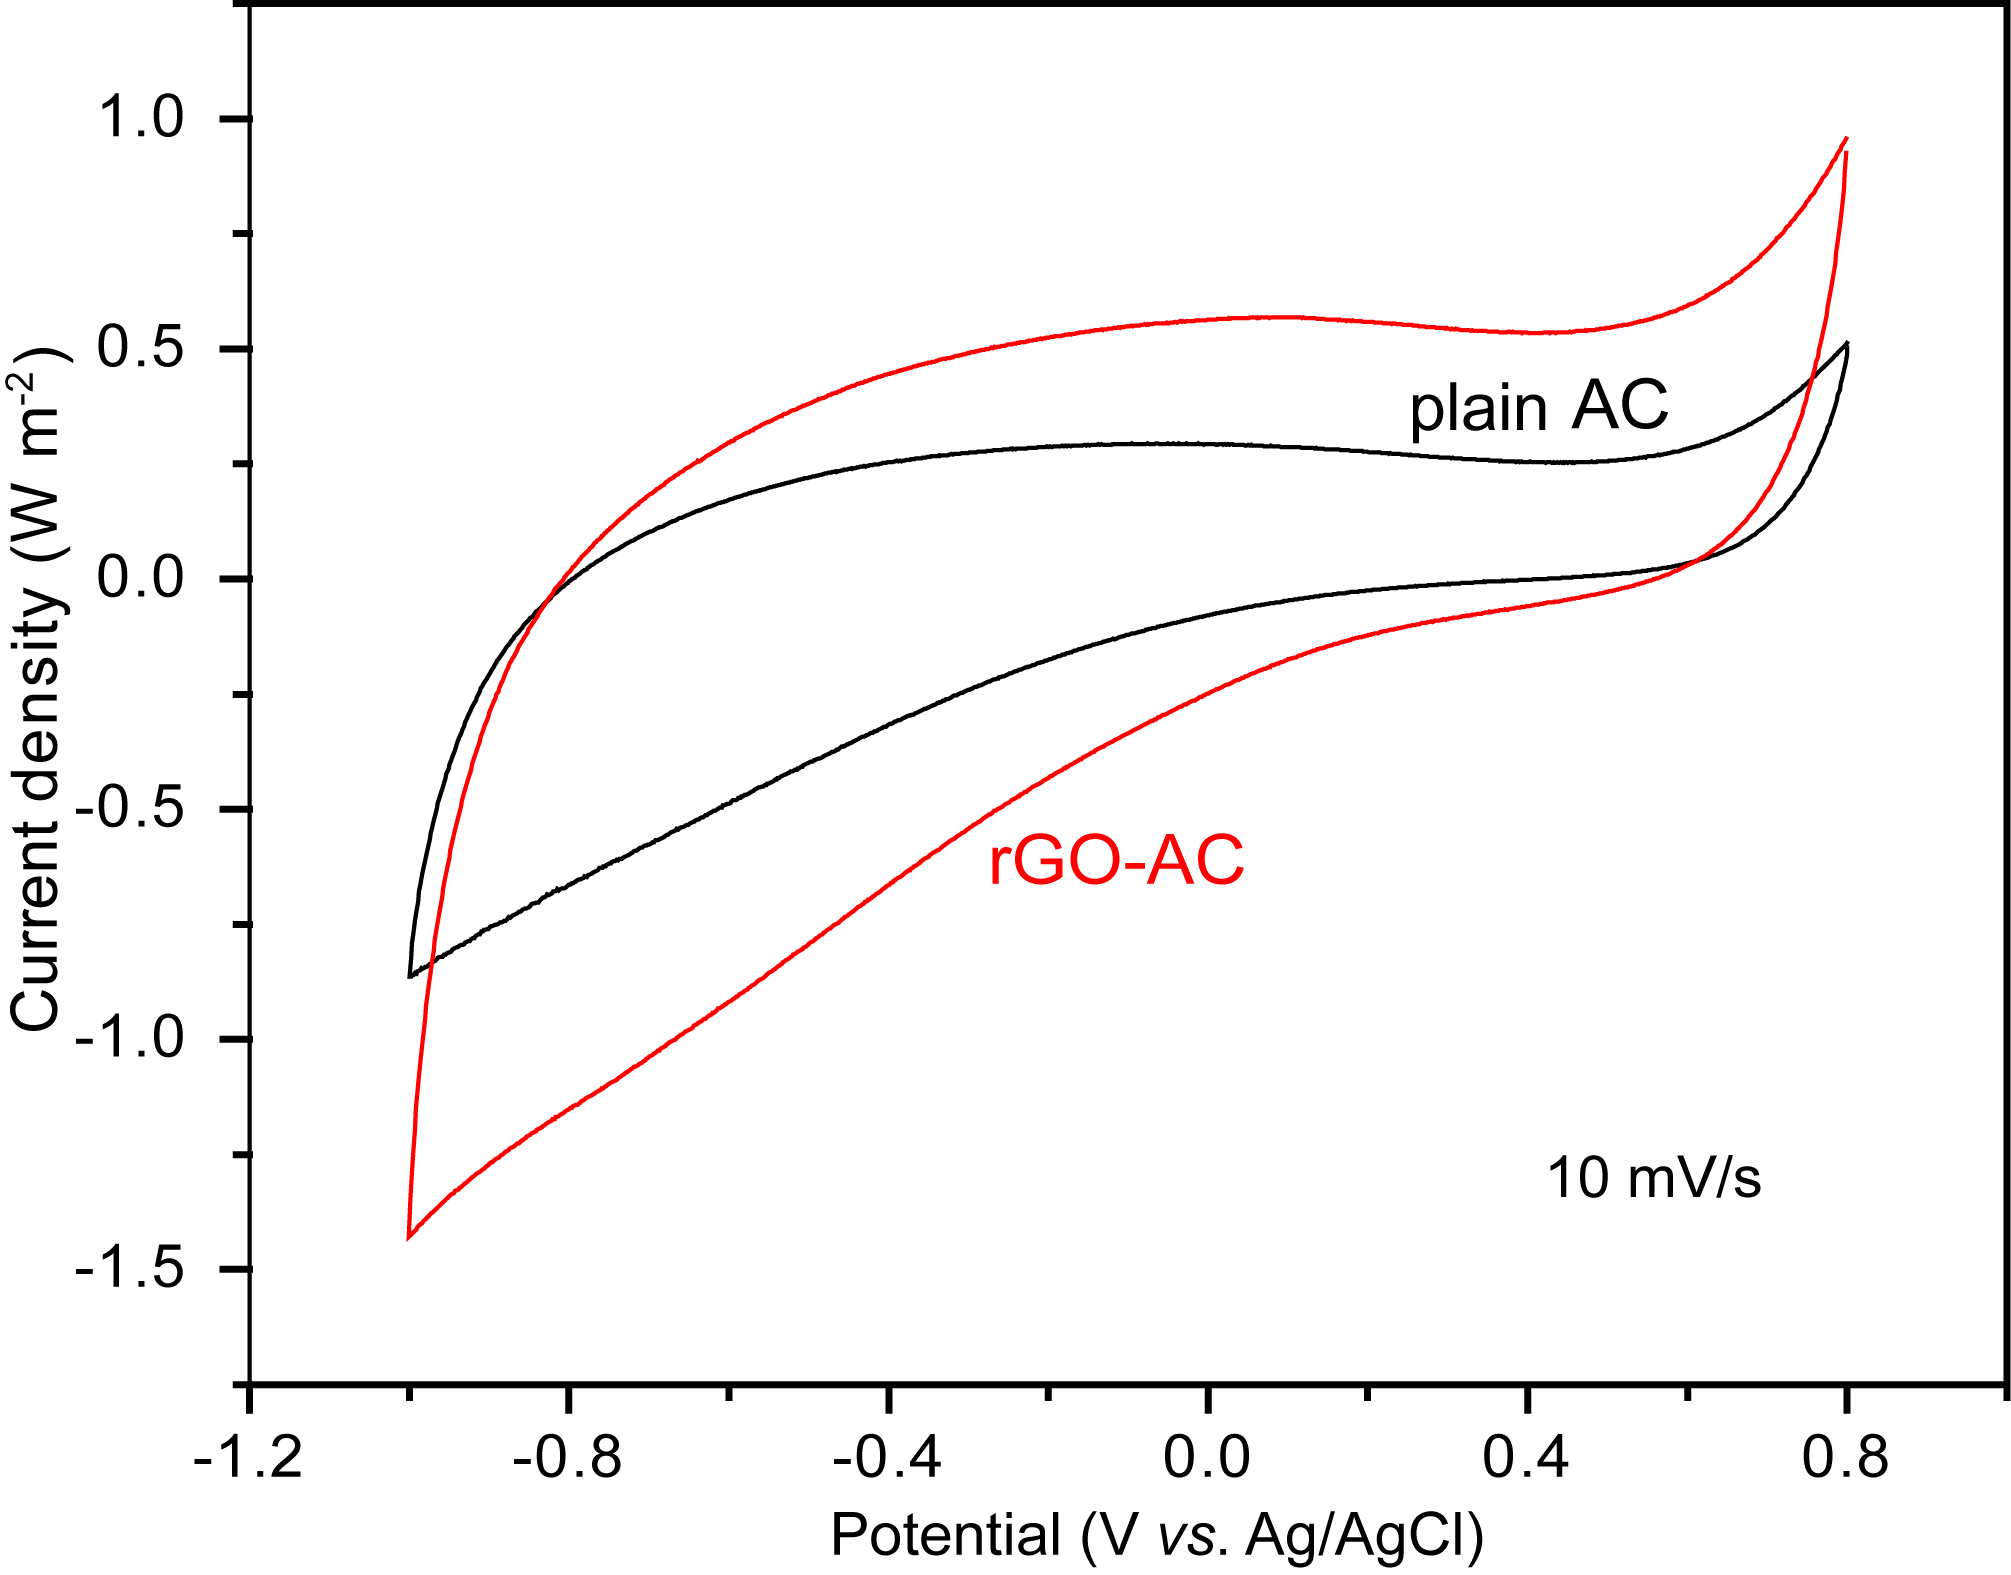 Current density (W m⁻²)
1.0
0.5
0.0
-0.5
-1.0
-1.5
plain AC
rGO-AC
10 mV/s
-1.2
-0.8
-0.4
0.0
0.4
0.8
Potential (V vs. Ag/AgCl)